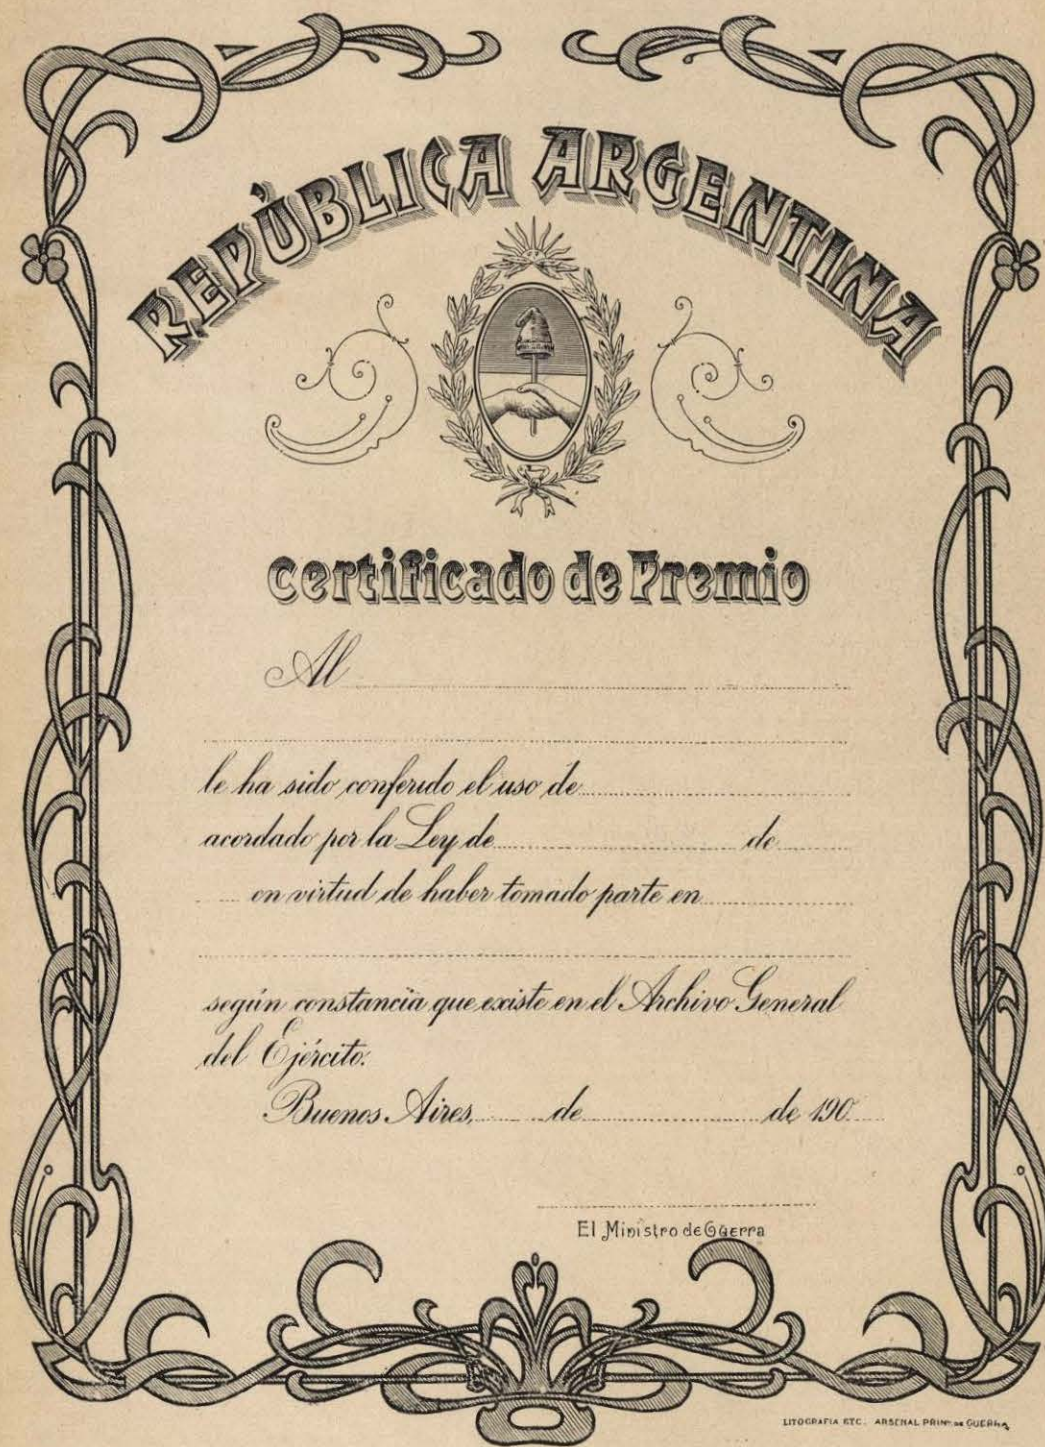 REPÚBLICA ARGENTINA
Certificado de Premio
Al
le ha sido conferido el uso de
acordado por la Ley de de
en virtud de haber tomado parte en
según constancia que existe en el Archivo General
del Ejército.
Buenos Aires, de de 190
El Ministro de Guerra
LITOGRAFIA ETC. ARSENAL PRINL. DE GUERRA